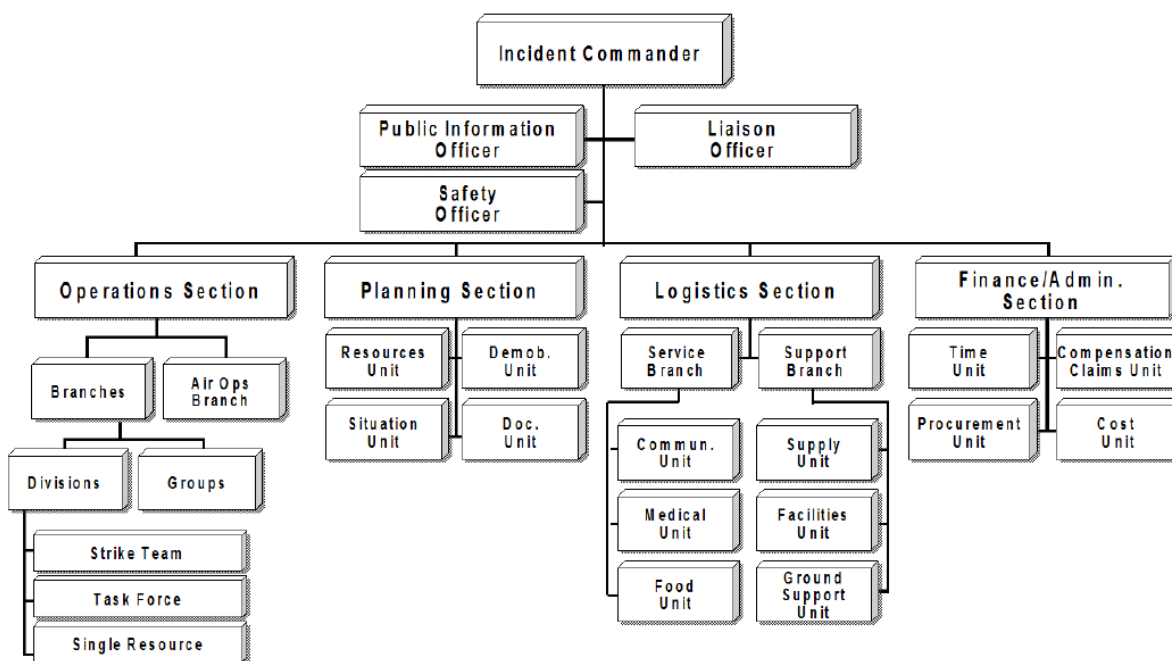 Incident Commander
Public Information
Officer
Liaison
Officer
Safety
Officer
Operations Section
Planning Section
Logistics Section
Finance/Admin.
Section
Branches
Air Ops
Branch
Resources
Unit
Demob.
Unit
Service
Branch
Support
Branch
Time
Unit
Compensation
Claims Unit
Situation
Unit
Doc.
Unit
Procurement
Unit
Cost
Unit
Divisions
Groups
Commun.
Unit
Supply
Unit
Medical
Unit
Facilities
Unit
Strike Team
Task Force
Single Resource
Food
Unit
Ground
Support
Unit